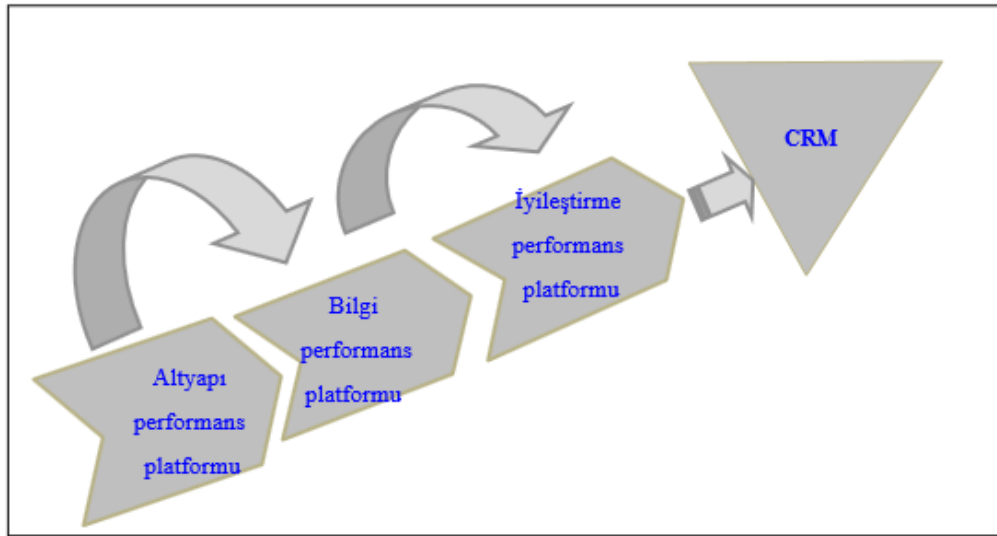 Altyapı
performans
platformu
Bilgi
performans
platformu
İyileştirme
performans
platformu
CRM